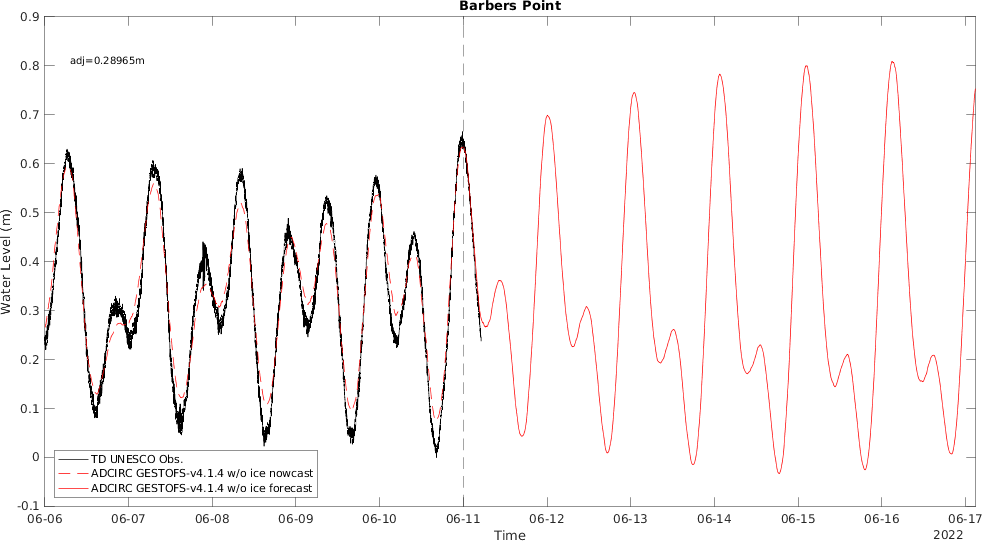 Barbers Point
adj=0.28965m
0.9
0.8
0.7
0.6
0.5
0.4
0.3
0.2
0.1
0
-0.1
Water Level (m)
TD UNESCO Obs.
ADCIRC GESTOFS-v4.1.4 w/o ice nowcast
ADCIRC GESTOFS-v4.1.4 w/o ice forecast
06-06 06-07 06-08 06-09 06-10 06-11 06-12 06-13 06-14 06-15 06-16 06-17
Time
2022